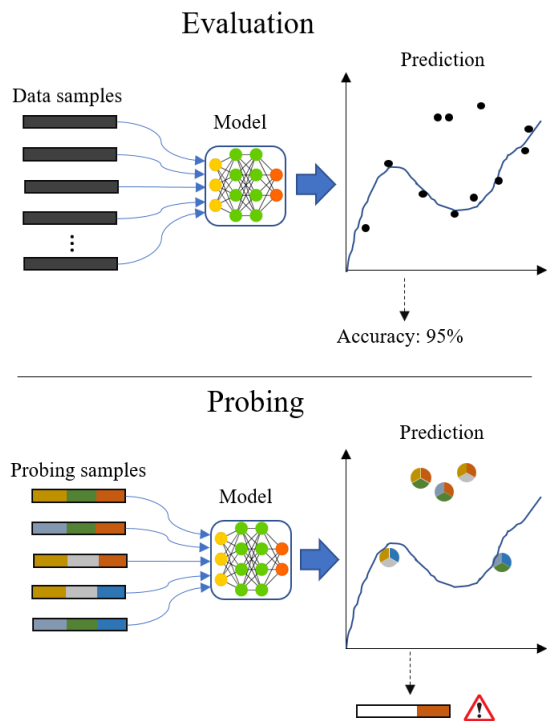 Evaluation
Prediction
Data samples
Model
...
Accuracy: 95%
Probing
Prediction
Probing samples
Model
!